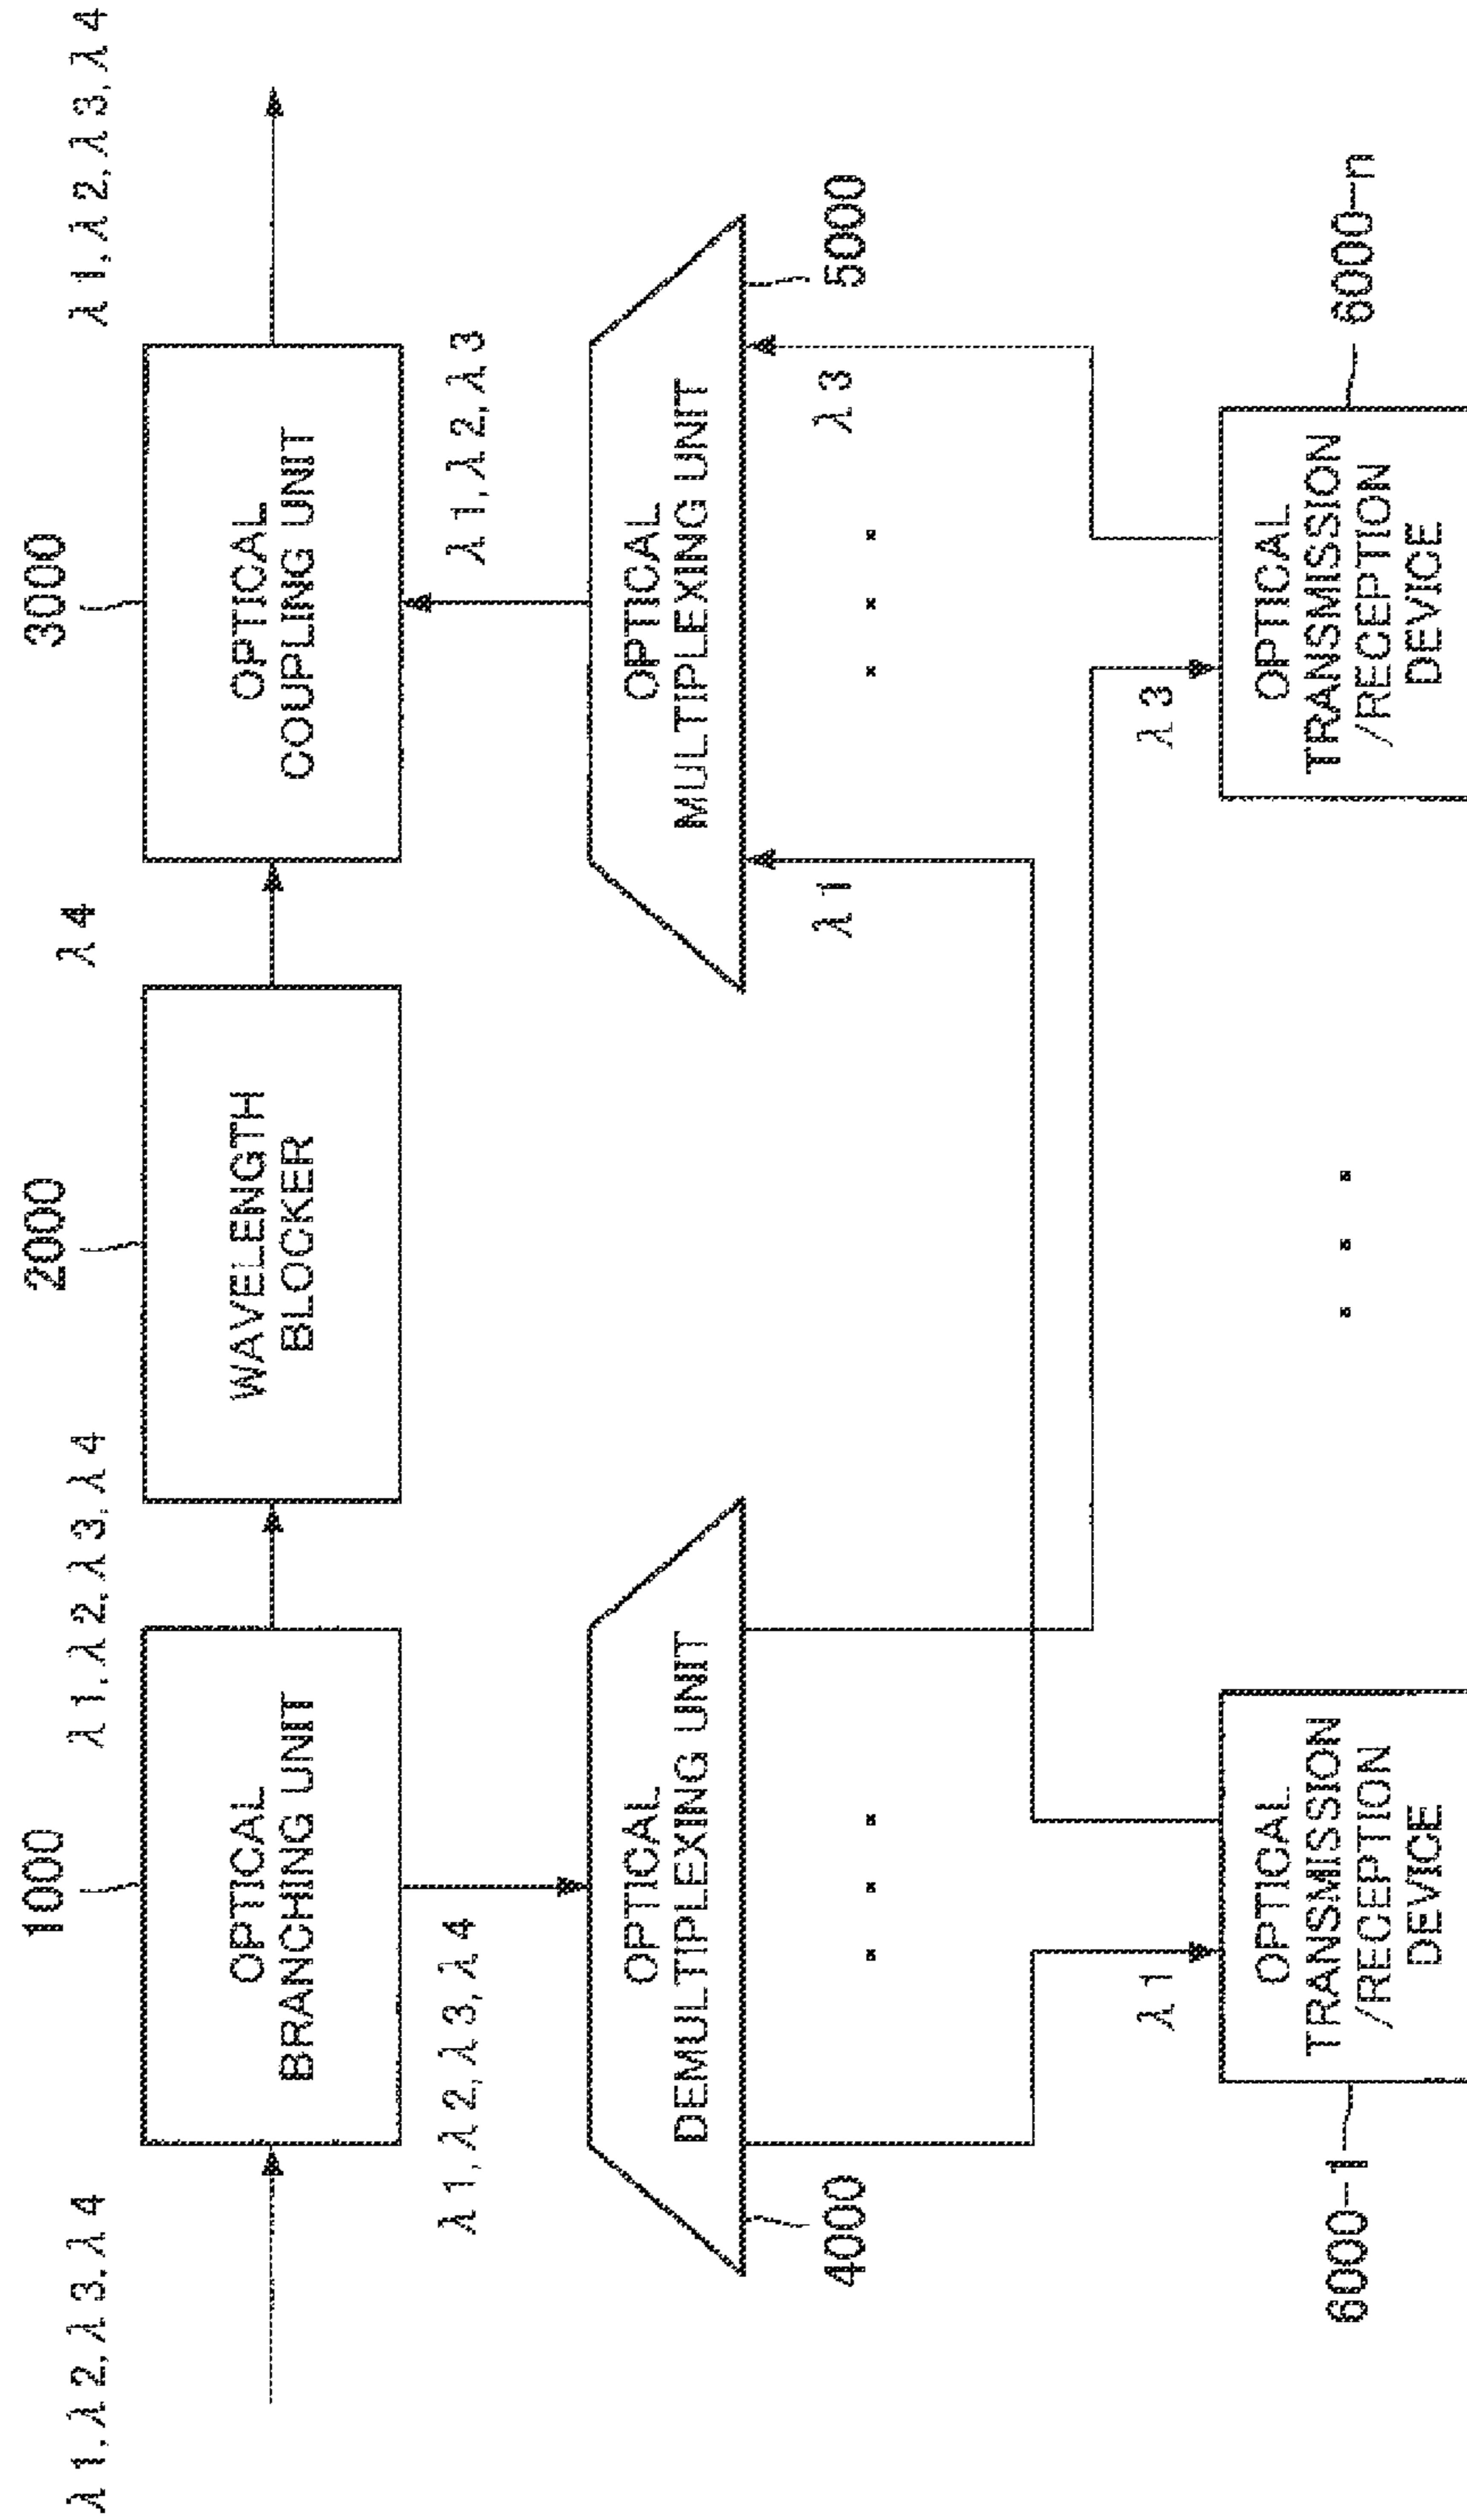 λ1, λ2, λ3, λ4
1000
OPTICAL
BRANCHING UNIT
λ1, λ2, λ3, λ4
2000
WAVELENGTH
BLOCKER
λ4
3000
OPTICAL
COUPLING UNIT
λ1, λ2, λ3, λ4
λ1, λ2, λ3, λ4
λ1, λ2, λ3
4000
OPTICAL
DEMULTIPLEXING UNIT
OPTICAL
MULTIPLEXING UNIT
5000
λ1
λ3
λ1
λ3
6000-1
OPTICAL
TRANSMISSION
/RECEPTION
DEVICE
OPTICAL
TRANSMISSION
/RECEPTION
DEVICE
6000-n